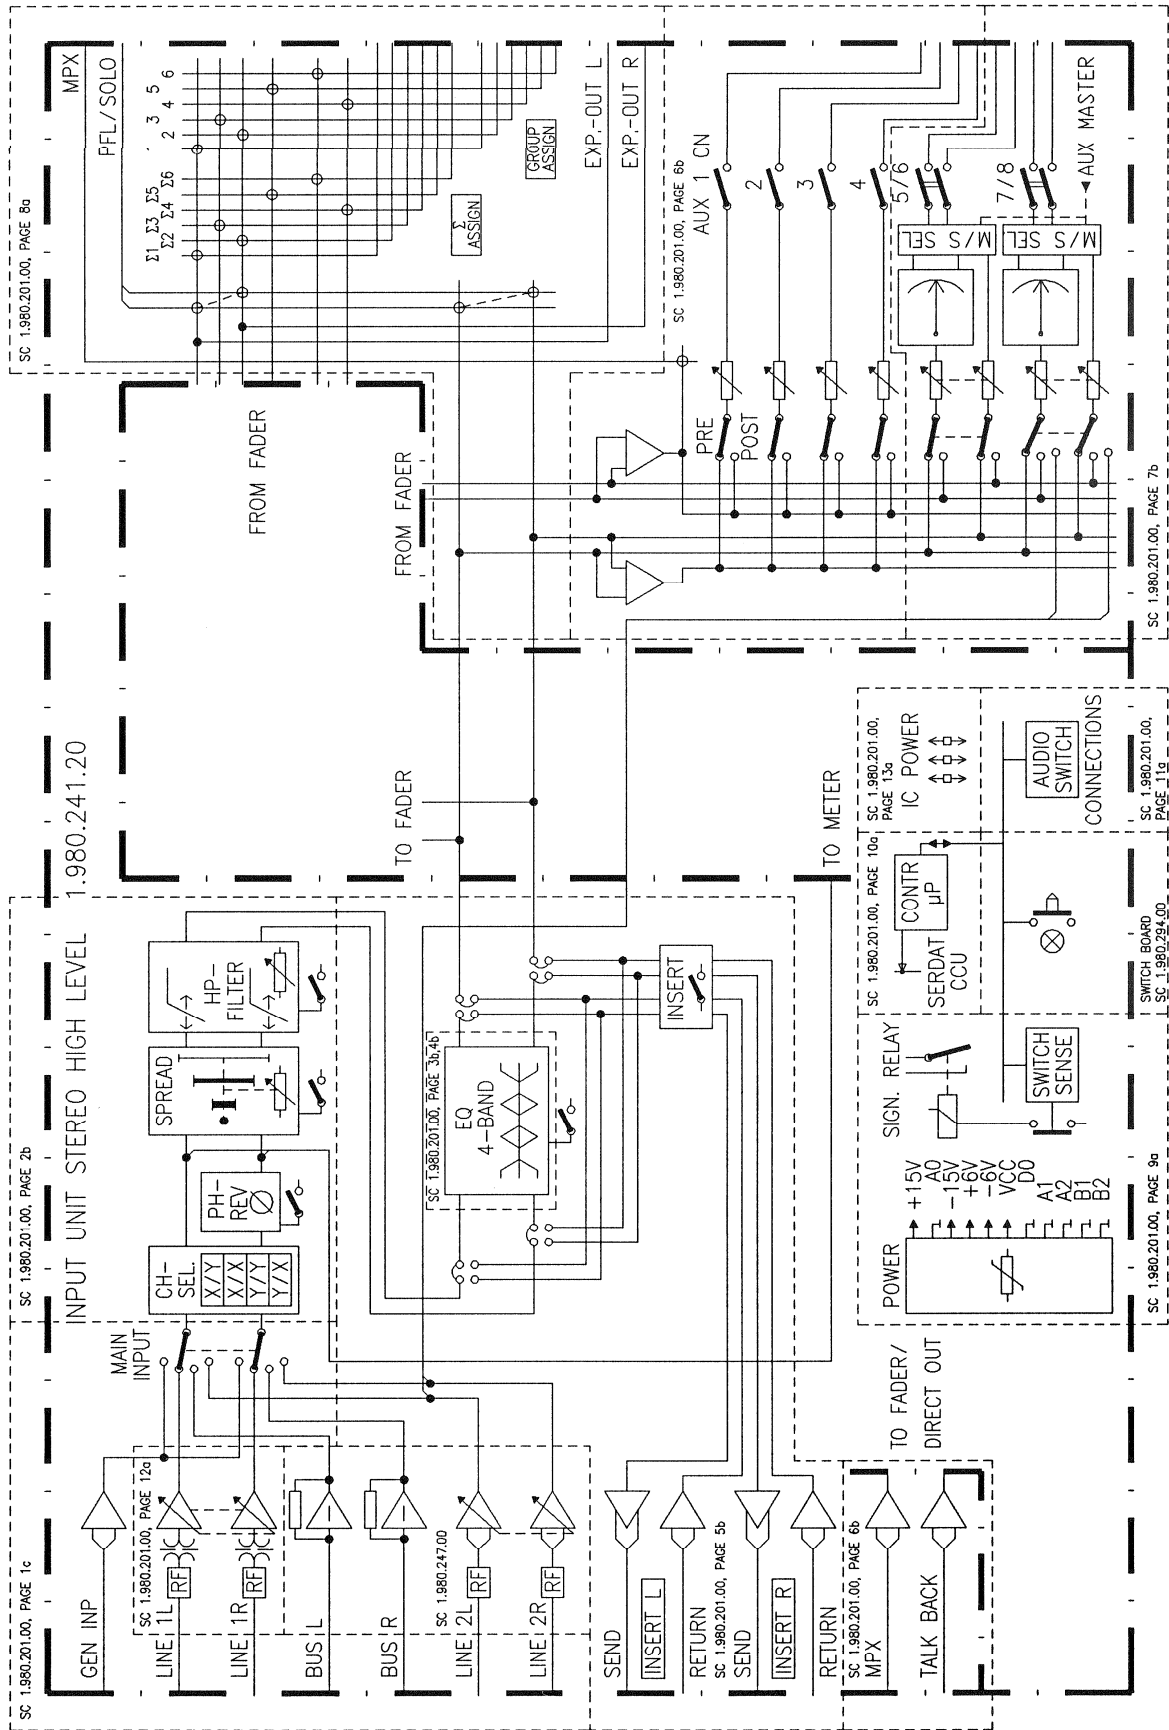 SC 1.980.201.00, PAGE 1c
GEN INP
LINE 1L
LINE 1R
BUS L
BUS R
LINE 2L
LINE 2R
RF
RF
RF
RF
SC 1.980.201.00, PAGE 12a
SC 1.980.247.00
MAIN
INPUT
SC 1.980.201.00, PAGE 2b
INPUT UNIT STEREO HIGH LEVEL 1.980.241.20
CH-
SEL.
X/Y
X/X
Y/Y
Y/X
PH-
REV
Ø
SPREAD
HP-
FILTER
SC 1.980.201.00, PAGE 3b,4b
EQ
4-BAND
INSERT
SEND
INSERT L
RETURN
SC 1.980.201.00, PAGE 5b
SEND
INSERT R
RETURN
SC 1.980.201.00, PAGE 6b
MPX
TALK BACK
TO FADER/
DIRECT OUT
TO FADER
TO METER
FROM FADER
FROM FADER
SC 1.980.201.00, PAGE 8a
MPX
PFL/SOLO
Σ1 Σ3 Σ5
Σ2 Σ4 Σ6
' 3 5
2 4 6
Σ
ASSIGN
GROUP
ASSIGN
EXP.-OUT L
EXP.-OUT R
SC 1.980.201.00, PAGE 6b
AUX 1 CN
2
3
4
5/6
7/8
PRE
POST
M/S SEL
M/S SEL
AUX MASTER
SC 1.980.201.00, PAGE 7b
POWER
+15V
A0
-15V
+6V
-6V
VCC
D0
A1
A2
B1
B2
SC 1.980.201.00, PAGE 9a
SIGN. RELAY
SWITCH
SENSE
SC 1.980.201.00, PAGE 10a
CONTR
µP
SERDAT
CCU
SWITCH BOARD
SC 1.980.294.00
SC 1.980.201.00,
PAGE 13a
IC POWER
AUDIO
SWITCH
CONNECTIONS
SC 1.980.201.00,
PAGE 11a